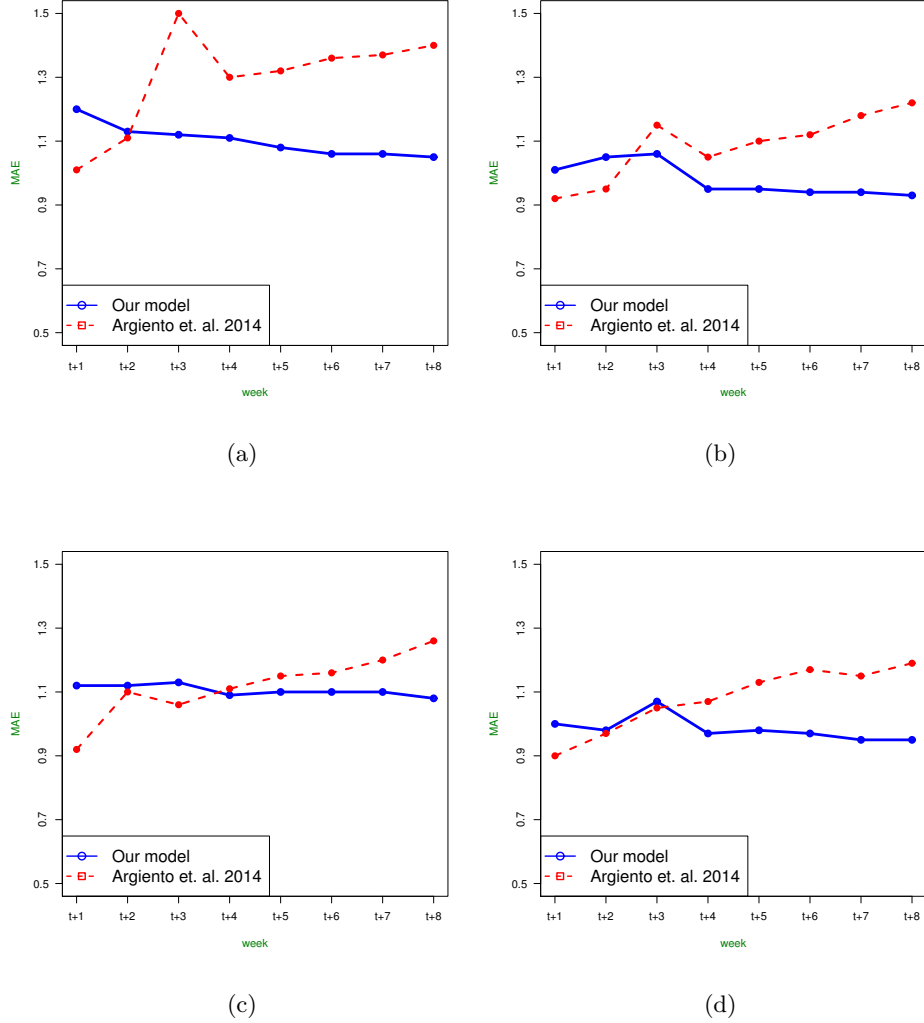 1.5
1.3
1.1
0.9
0.7
0.5
MAE
Our model
Argiento et. al. 2014
t+1 t+2 t+3 t+4 t+5 t+6 t+7 t+8
week
(a)
1.5
1.3
1.1
0.9
0.7
0.5
MAE
Our model
Argiento et. al. 2014
t+1 t+2 t+3 t+4 t+5 t+6 t+7 t+8
week
(b)
1.5
1.3
1.1
0.9
0.7
0.5
MAE
Our model
Argiento et. al. 2014
t+1 t+2 t+3 t+4 t+5 t+6 t+7 t+8
week
(c)
1.5
1.3
1.1
0.9
0.7
0.5
MAE
Our model
Argiento et. al. 2014
t+1 t+2 t+3 t+4 t+5 t+6 t+7 t+8
week
(d)